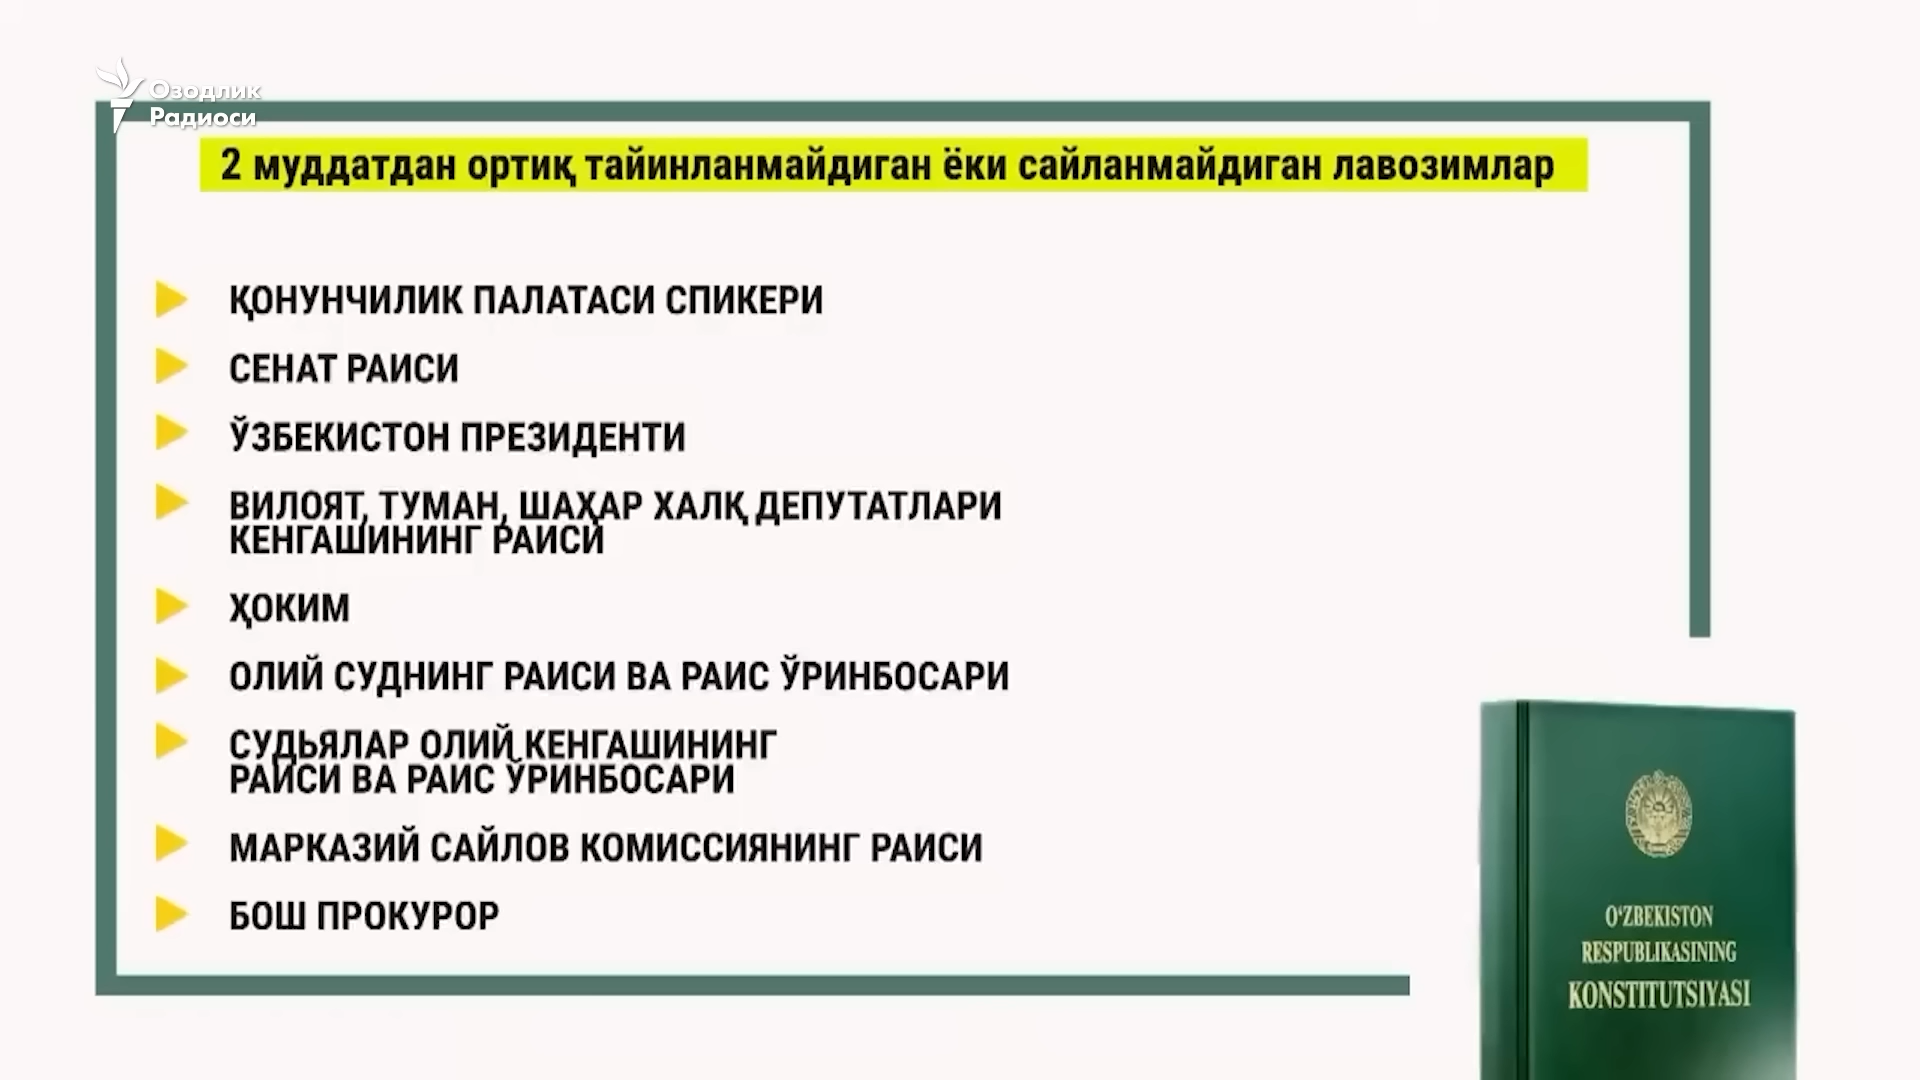 Озодлик
Радиоси
2 муддатдан ортиқ тайинланмайдиган ёки сайланмайдиган лавозимлар
ҚОНУНЧИЛИК ПАЛАТАСИ СПИКЕРИ
СЕНАТ РАИСИ
ЎЗБЕКИСТОН ПРЕЗИДЕНТИ
ВИЛОЯТ, ТУМАН, ШАҲАР ХАЛҚ ДЕПУТАТЛАРИ
КЕНГАШИНИНГ РАИСИ
ҲОКИМ
ОЛИЙ СУДНИНГ РАИСИ ВА РАИС ЎРИНБОСАРИ
СУДЬЯЛАР ОЛИЙ КЕНГАШИНИНГ
РАИСИ ВА РАИС ЎРИНБОСАРИ
МАРКАЗИЙ САЙЛОВ КОМИССИЯНИНГ РАИСИ
БОШ ПРОКУРОР
O‘ZBEKISTON
RESPUBLIKASINING
KONSTITUTSIYASI